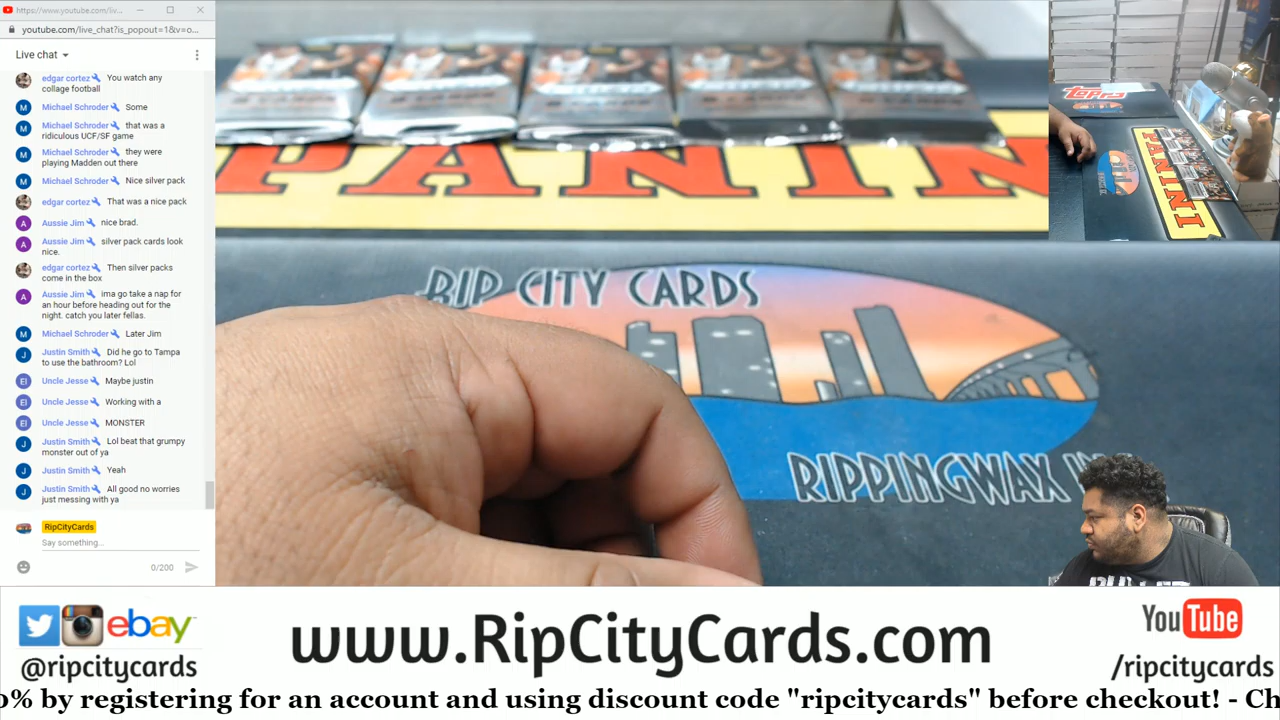 https://www.youtube.com/liv...
youtube.com/live_chat?is_popout=1&v=o...
Live chat
edgar cortez You watch any
collage football
Michael Schroder Some
Michael Schroder that was a
ridiculous UCF/SF game
Michael Schroder they were
playing Madden out there
Michael Schroder Nice silver pack
edgar cortez That was a nice pack
Aussie Jim nice brad.
Aussie Jim silver pack cards look
nice.
edgar cortez Then silver packs
come in the box
Aussie Jim ima go take a nap for
an hour before heading out for the
night. catch you later fellas.
Michael Schroder Later Jim
Justin Smith Did he go to Tampa
to use the bathroom? Lol
Uncle Jesse Maybe justin
Uncle Jesse Working with a
Uncle Jesse MONSTER
Justin Smith Lol beat that grumpy
monster out of ya
Justin Smith Yeah
Justin Smith All good no worries
just messing with ya
RipCityCards
Say something...
0/200
PANIN
RIP CITY CARDS
RIPPINGWAX
Topps
PANINI
ebay
@ripcitycards
www.RipCityCards.com
YouTube
/ripcitycards
0% by registering for an account and using discount code "ripcitycards" before checkout! - Ch